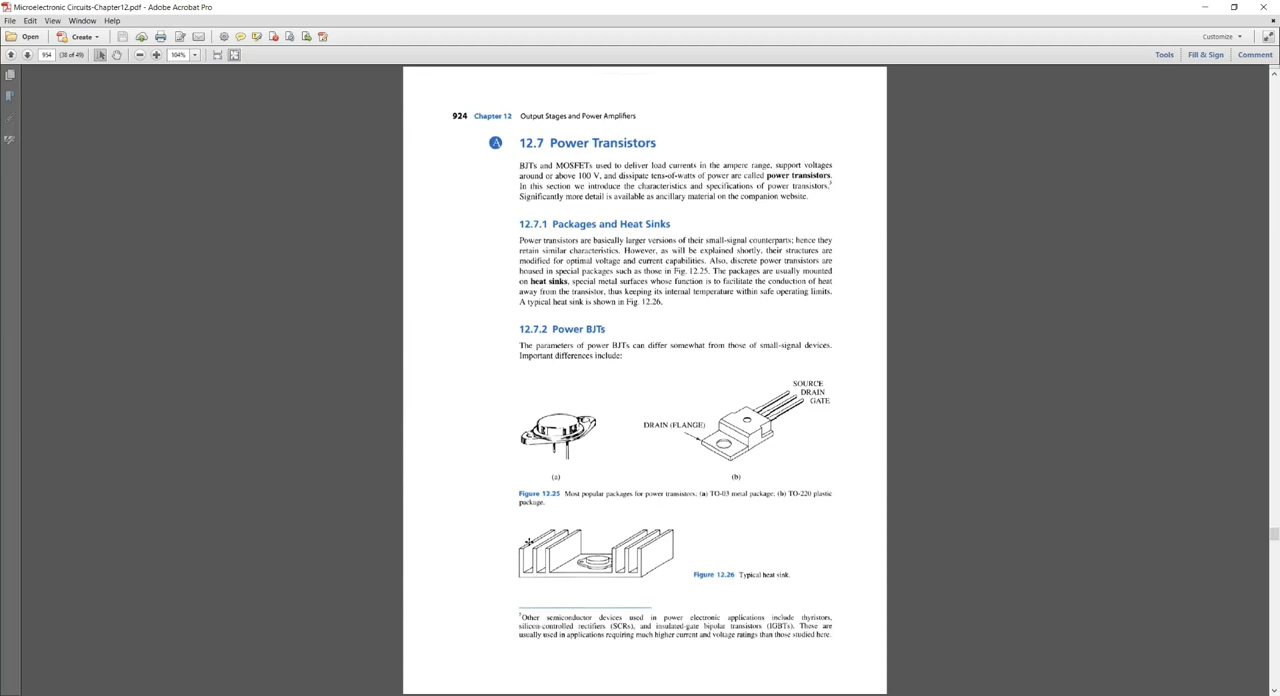 Microelectronic Circuits-Chapter12.pdf - Adobe Acrobat Pro
File Edit View Window Help
Open Create Customize
954 (38 of 49) 104% Tools Fill & Sign Comment
924 Chapter 12 Output Stages and Power Amplifiers
A 12.7 Power Transistors
BJTs and MOSFETs used to deliver load currents in the ampere range, support voltages
around or above 100 V, and dissipate tens-of-watts of power are called power transistors.
In this section we introduce the characteristics and specifications of power transistors.5
Significantly more detail is available as ancillary material on the companion website.
12.7.1 Packages and Heat Sinks
Power transistors are basically larger versions of their small-signal counterparts; hence they
retain similar characteristics. However, as will be explained shortly, their structures are
modified for optimal voltage and current capabilities. Also, discrete power transistors are
housed in special packages such as those in Fig. 12.25. The packages are usually mounted
on heat sinks, special metal surfaces whose function is to facilitate the conduction of heat
away from the transistor, thus keeping its internal temperature within safe operating limits.
A typical heat sink is shown in Fig. 12.26.
12.7.2 Power BJTs
The parameters of power BJTs can differ somewhat from those of small-signal devices.
Important differences include:
SOURCE
DRAIN
GATE
DRAIN (FLANGE)
(a) (b)
Figure 12.25 Most popular packages for power transistors: (a) TO-03 metal package; (b) TO-220 plastic
package.
Figure 12.26 Typical heat sink.
5Other semiconductor devices used in power electronic applications include thyristors,
silicon-controlled rectifiers (SCRs), and insulated-gate bipolar transistors (IGBTs). These are
usually used in applications requiring much higher current and voltage ratings than those studied here.